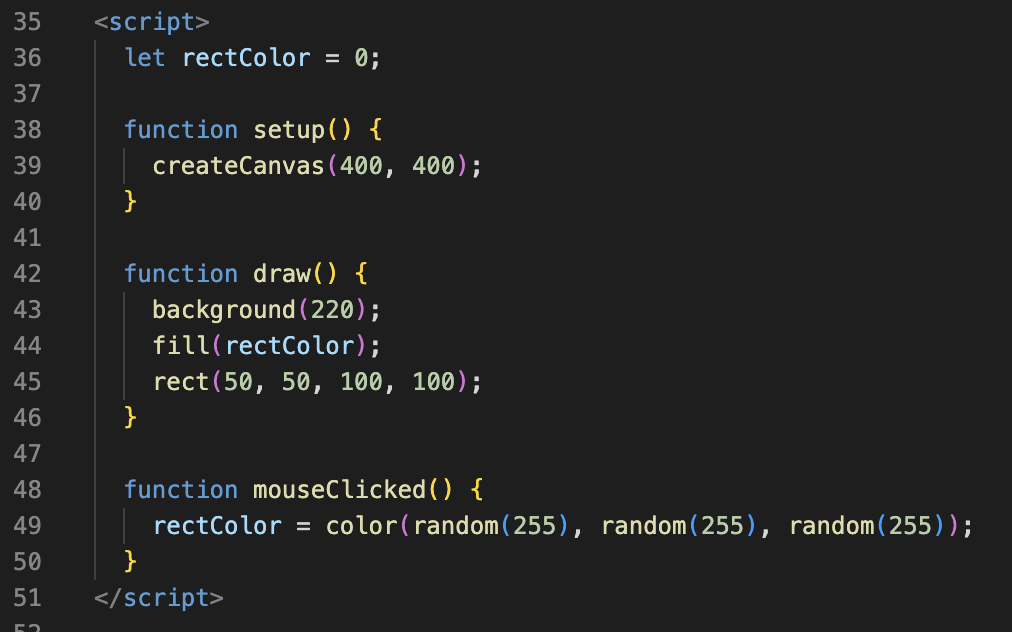 35 <script>
36 let rectColor = 0;
37
38 function setup() {
39 createCanvas(400, 400);
40 }
41
42 function draw() {
43 background(220);
44 fill(rectColor);
45 rect(50, 50, 100, 100);
46 }
47
48 function mouseClicked() {
49 rectColor = color(random(255), random(255), random(255));
50 }
51 </script>